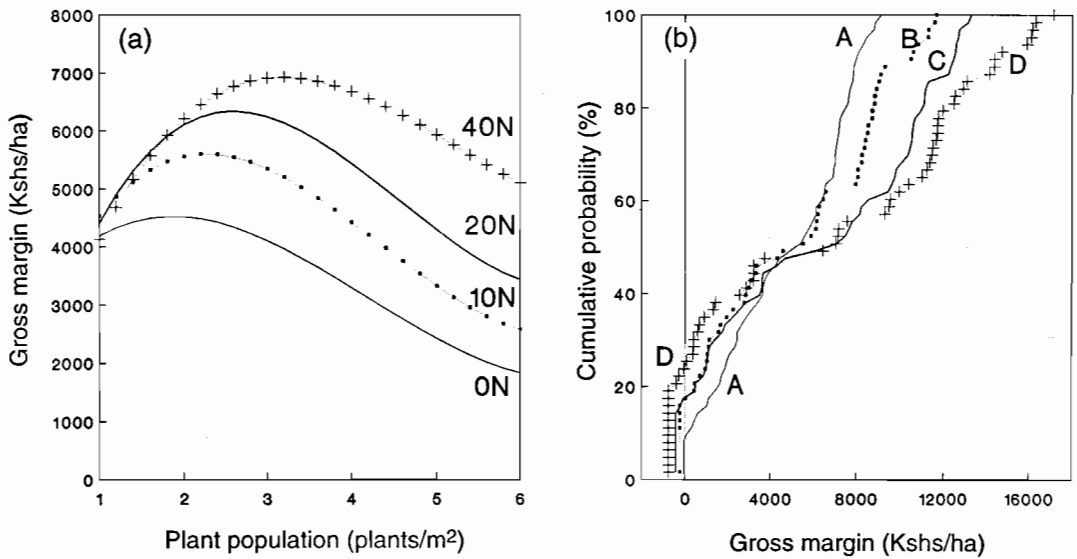 (a)
Gross margin (Kshs/ha)
8000
7000
6000
5000
4000
3000
2000
1000
0
40N
20N
10N
0N
1 2 3 4 5 6
Plant population (plants/m²)
(b)
Cumulative probability (%)
100
80
60
40
20
0
A
B
C
D
D
A
0 4000 8000 12000 16000
Gross margin (Kshs/ha)